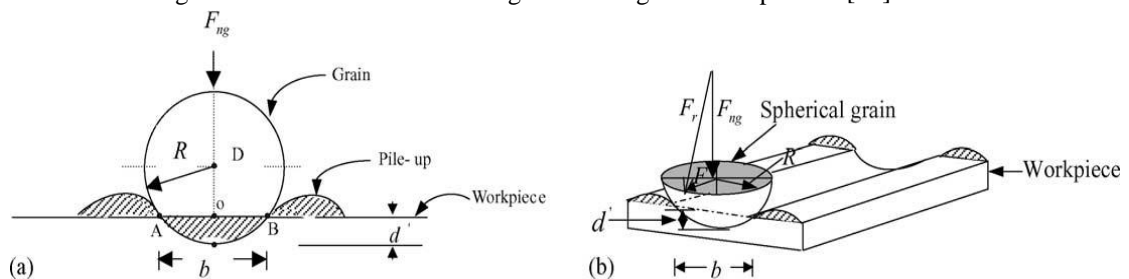 F_ng
Grain
R
D
Pile- up
Workpiece
A
o
B
d'
b
(a)
F_r
F_ng
Spherical grain
R
F
Workpiece
d'
b
(b)